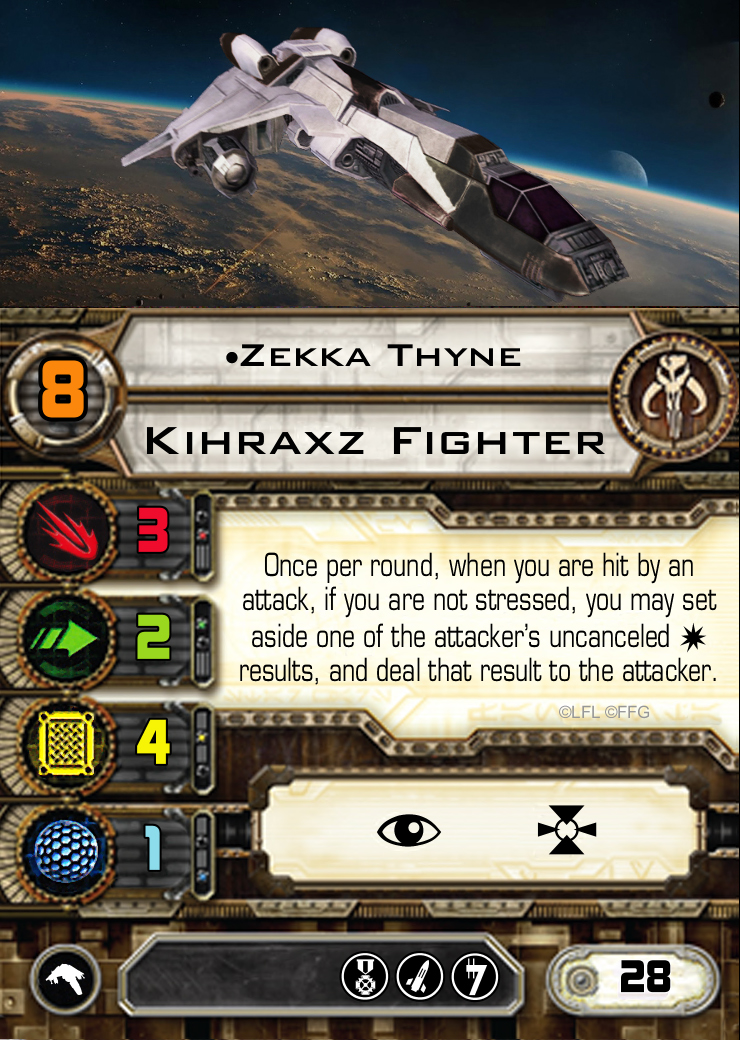 •Zekka Thyne
8
Kihraxz Fighter
3
Once per round, when you are hit by an
attack, if you are not stressed, you may set
2
aside one of the attacker's uncanceled
results, and deal that result to the attacker.
©LFL ©FFG
4
1
7
28